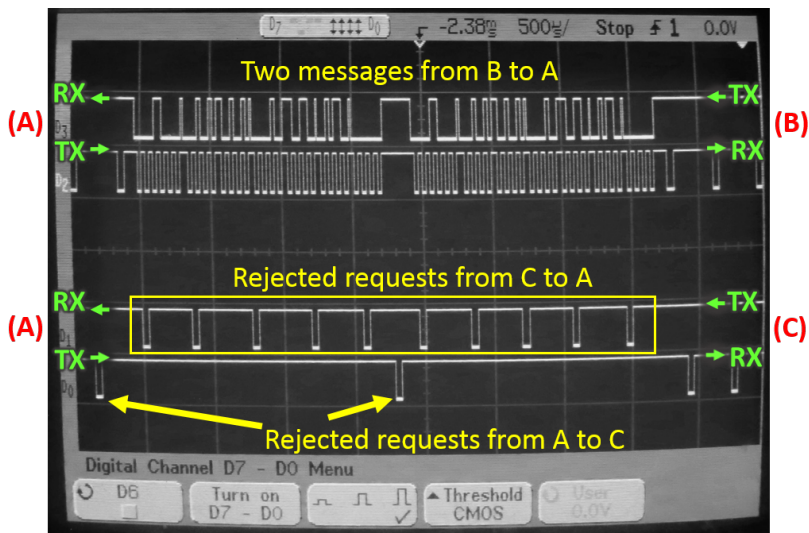 D7 D0 -2.38ms 500us/ Stop 1 0.0V
Two messages from B to A
RX TX
(A) D3 (B)
TX RX
D2
Rejected requests from C to A
RX TX
(A) D1 (C)
TX RX
D0
Rejected requests from A to C
Digital Channel D7 - D0 Menu
D6 Turn on Threshold User
D7 - D0 CMOS 0.0V